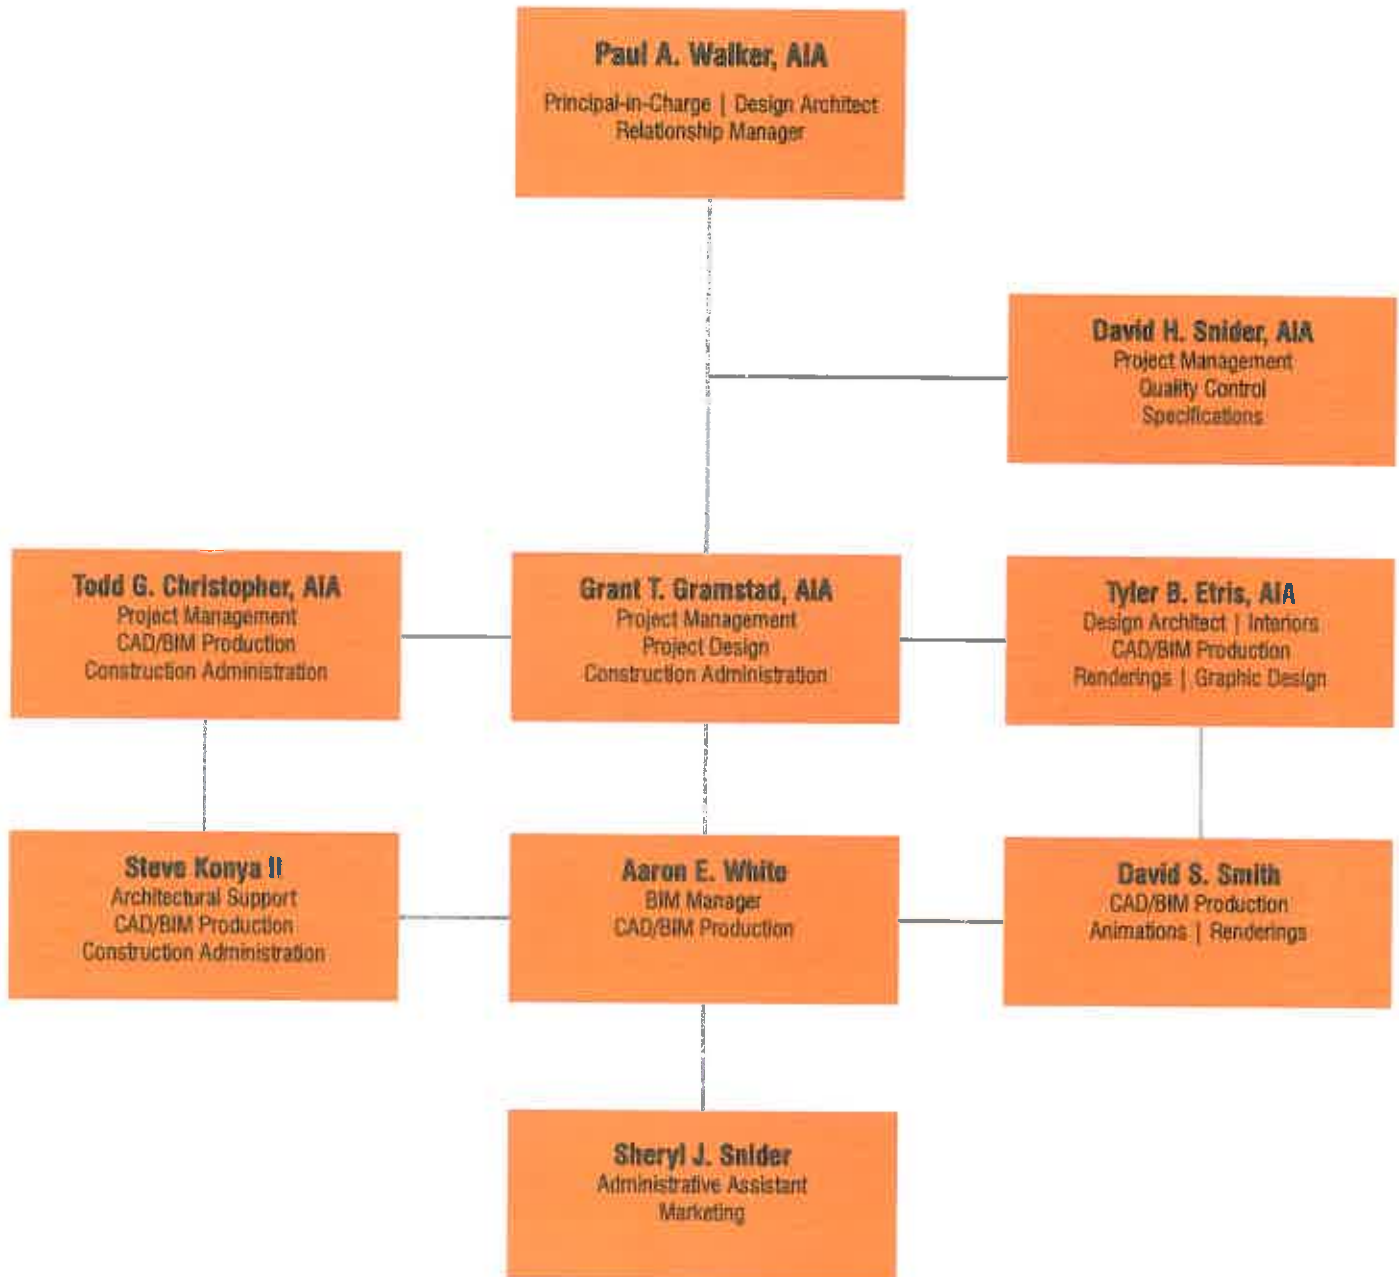 Paul A. Walker, AIA
Principal-in-Charge | Design Architect
Relationship Manager
David H. Snider, AIA
Project Management
Quality Control
Specifications
Todd G. Christopher, AIA
Project Management
CAD/BIM Production
Construction Administration
Grant T. Gramstad, AIA
Project Management
Project Design
Construction Administration
Tyler B. Etris, AIA
Design Architect | Interiors
CAD/BIM Production
Renderings | Graphic Design
Steve Konya II
Architectural Support
CAD/BIM Production
Construction Administration
Aaron E. White
BIM Manager
CAD/BIM Production
David S. Smith
CAD/BIM Production
Animations | Renderings
Sheryl J. Snider
Administrative Assistant
Marketing